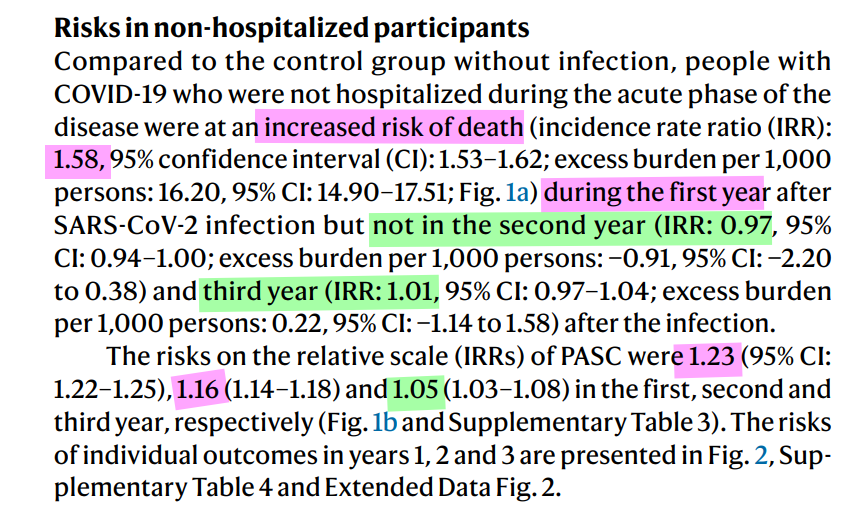 Risks in non-hospitalized participants
Compared to the control group without infection, people with
COVID-19 who were not hospitalized during the acute phase of the
disease were at an increased risk of death (incidence rate ratio (IRR):
1.58, 95% confidence interval (CI): 1.53–1.62; excess burden per 1,000
persons: 16.20, 95% CI: 14.90–17.51; Fig. 1a) during the first year after
SARS-CoV-2 infection but not in the second year (IRR: 0.97, 95%
CI: 0.94–1.00; excess burden per 1,000 persons: −0.91, 95% CI: −2.20
to 0.38) and third year (IRR: 1.01, 95% CI: 0.97–1.04; excess burden
per 1,000 persons: 0.22, 95% CI: −1.14 to 1.58) after the infection.
The risks on the relative scale (IRRs) of PASC were 1.23 (95% CI:
1.22–1.25), 1.16 (1.14–1.18) and 1.05 (1.03–1.08) in the first, second and
third year, respectively (Fig. 1b and Supplementary Table 3). The risks
of individual outcomes in years 1, 2 and 3 are presented in Fig. 2, Sup-
plementary Table 4 and Extended Data Fig. 2.